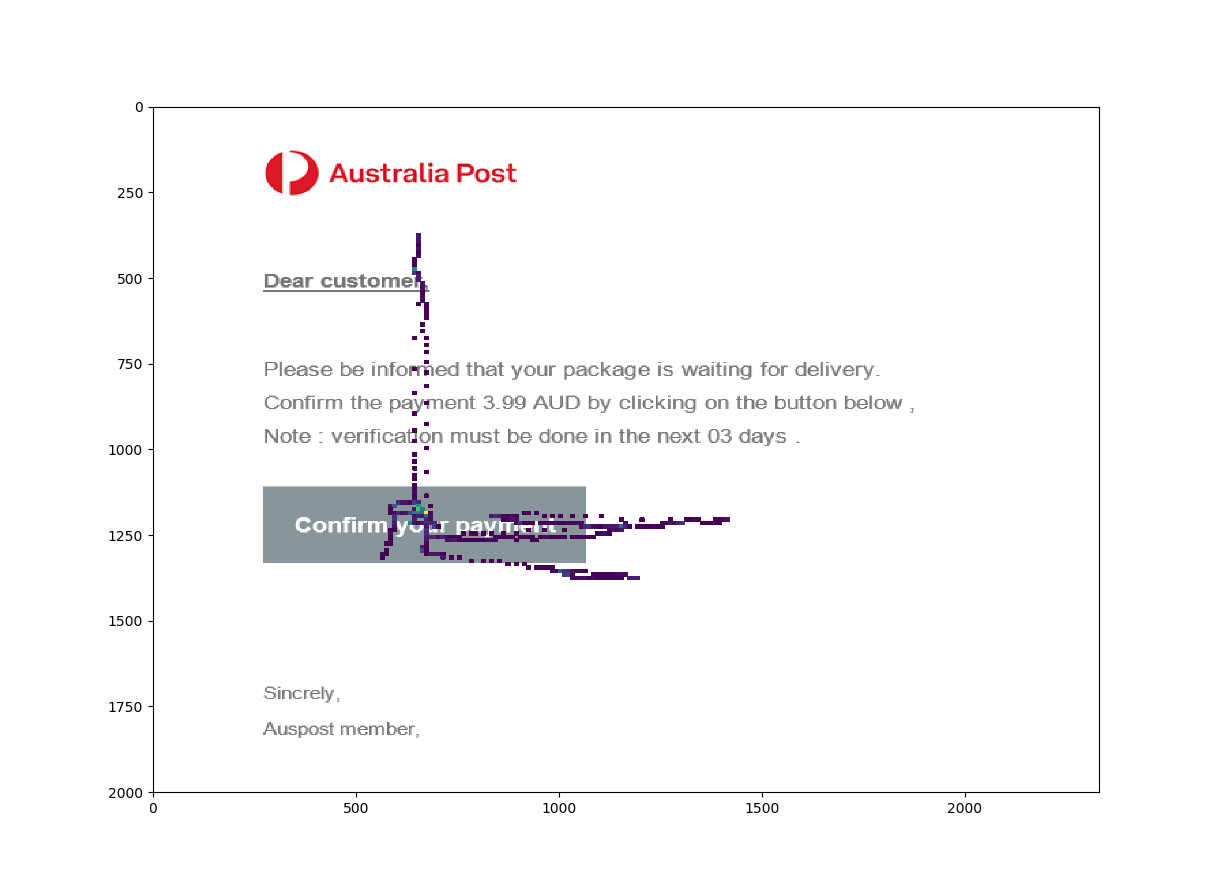 0
250
500
750
1000
1250
1500
1750
2000
0
500
1000
1500
2000
Australia Post
Dear customer,
Please be informed that your package is waiting for delivery.
Confirm the payment 3.99 AUD by clicking on the button below ,
Note : verification must be done in the next 03 days .
Confirm your payment
Sincrely,
Auspost member,